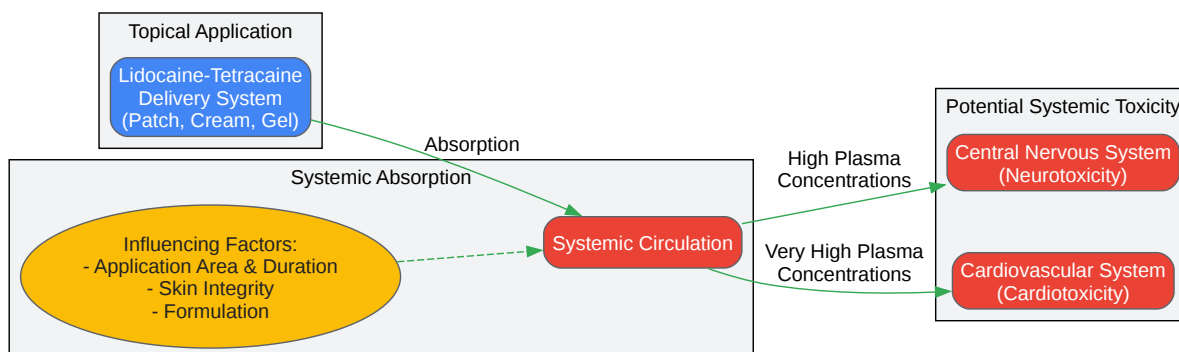 Topical Application
Lidocaine-Tetracaine
Delivery System
(Patch, Cream, Gel)
Absorption
Systemic Absorption
Influencing Factors:
- Application Area & Duration
- Skin Integrity
- Formulation
Systemic Circulation
High Plasma
Concentrations
Very High Plasma
Concentrations
Potential Systemic Toxicity
Central Nervous System
(Neurotoxicity)
Cardiovascular System
(Cardiotoxicity)